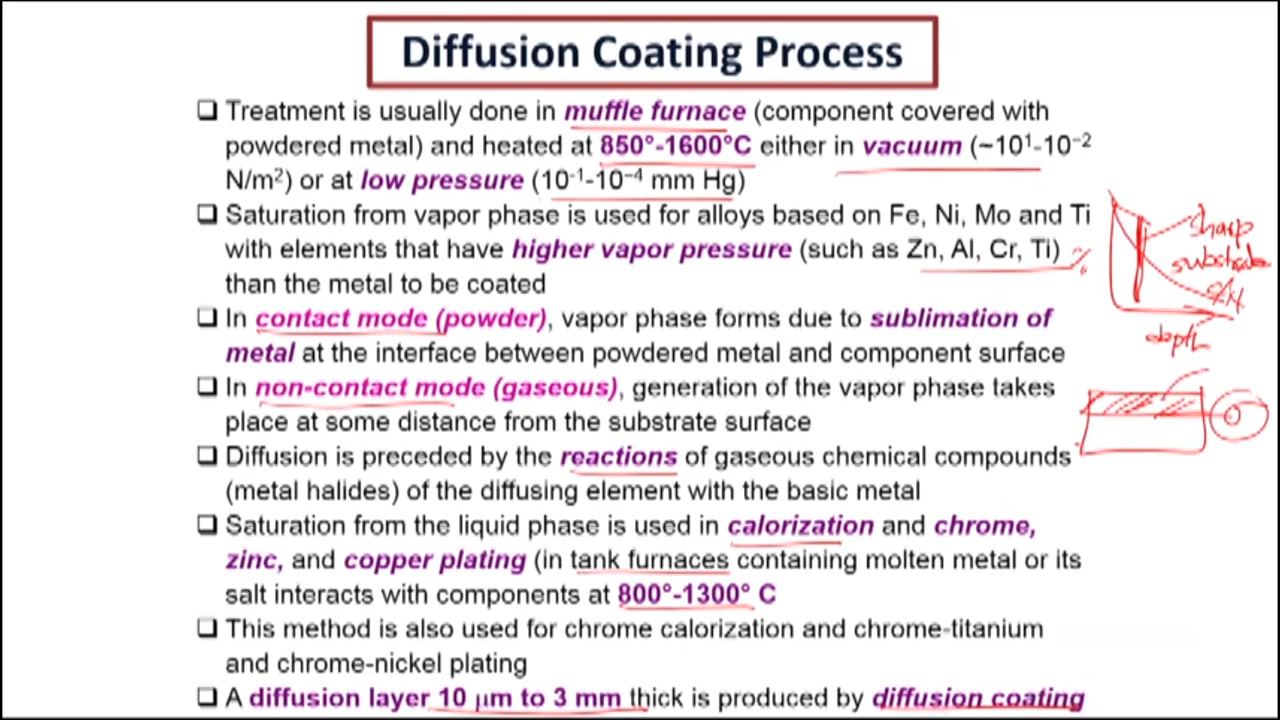 Diffusion Coating Process
❑ Treatment is usually done in muffle furnace (component covered with
powdered metal) and heated at 850°-1600°C either in vacuum (~10¹-10⁻²
N/m²) or at low pressure (10⁻¹-10⁻⁴ mm Hg)
❑ Saturation from vapor phase is used for alloys based on Fe, Ni, Mo and Ti
with elements that have higher vapor pressure (such as Zn, Al, Cr, Ti)
than the metal to be coated
❑ In contact mode (powder), vapor phase forms due to sublimation of
metal at the interface between powdered metal and component surface
❑ In non-contact mode (gaseous), generation of the vapor phase takes
place at some distance from the substrate surface
❑ Diffusion is preceded by the reactions of gaseous chemical compounds
(metal halides) of the diffusing element with the basic metal
❑ Saturation from the liquid phase is used in calorization and chrome,
zinc, and copper plating (in tank furnaces containing molten metal or its
salt interacts with components at 800°-1300° C
❑ This method is also used for chrome calorization and chrome-titanium
and chrome-nickel plating
❑ A diffusion layer 10 μm to 3 mm thick is produced by diffusion coating
%
sharp
depth